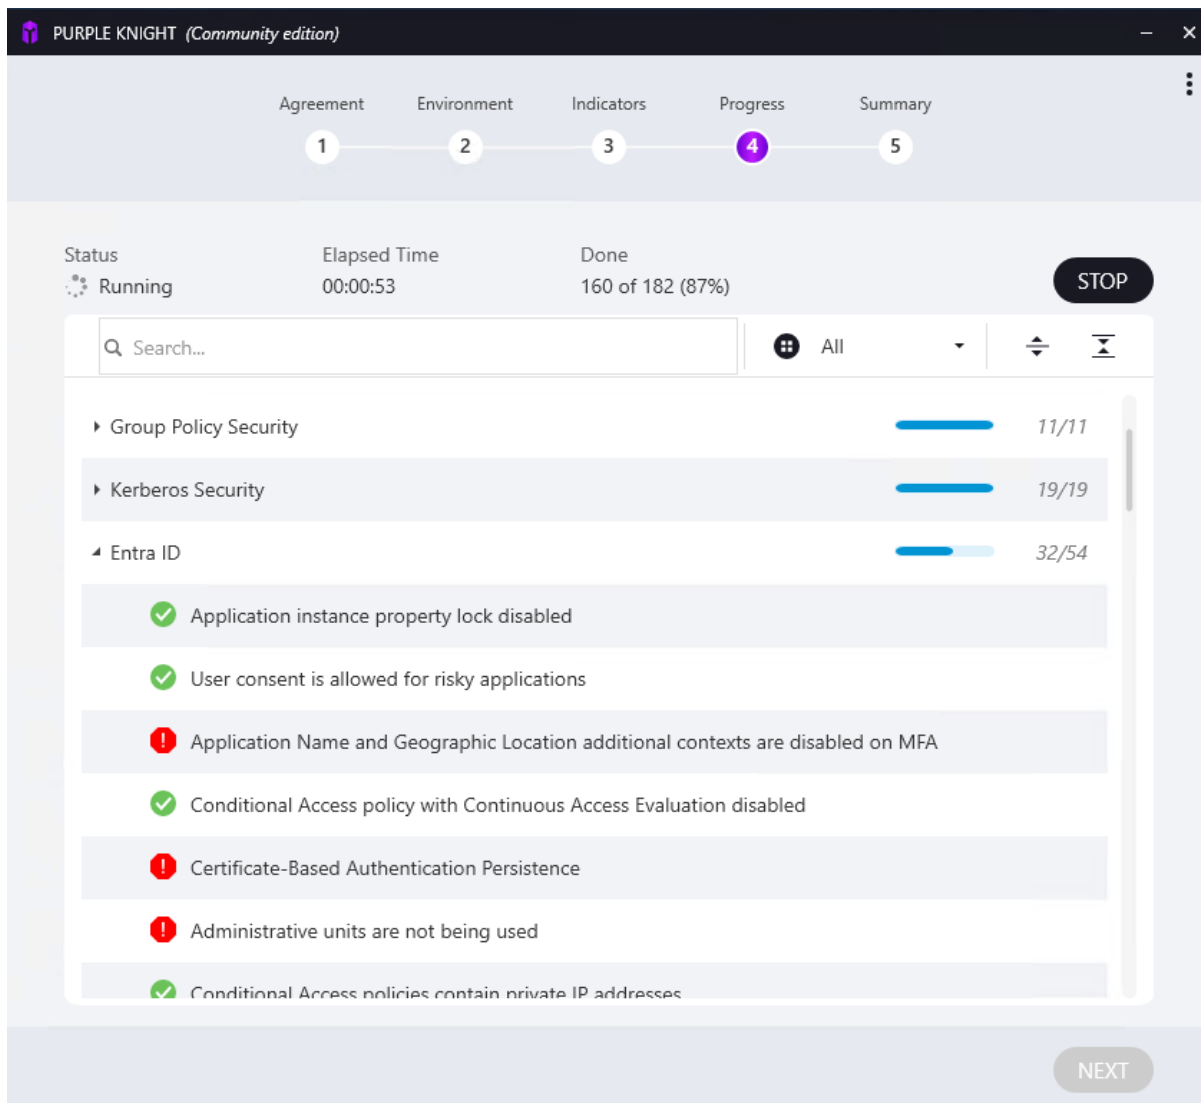 PURPLE KNIGHT (Community edition)
Agreement Environment Indicators Progress Summary
1 2 3 4 5
Status Elapsed Time Done
Running 00:00:53 160 of 182 (87%)
STOP
Search... All
Group Policy Security 11/11
Kerberos Security 19/19
Entra ID 32/54
Application instance property lock disabled
User consent is allowed for risky applications
Application Name and Geographic Location additional contexts are disabled on MFA
Conditional Access policy with Continuous Access Evaluation disabled
Certificate-Based Authentication Persistence
Administrative units are not being used
Conditional Access policies contain private IP addresses
NEXT